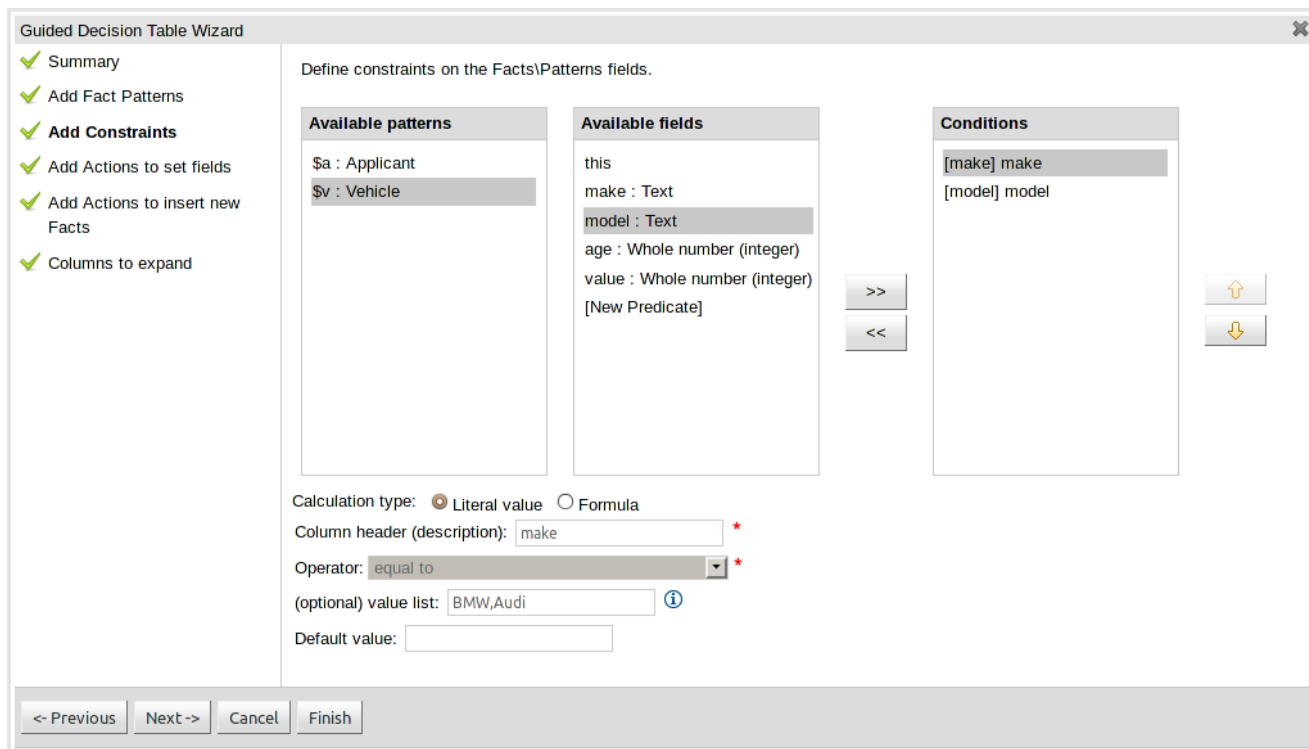 Guided Decision Table Wizard
Summary
Add Fact Patterns
Add Constraints
Add Actions to set fields
Add Actions to insert new
Facts
Columns to expand
Define constraints on the Facts\Patterns fields.
Available patterns
$a : Applicant
$v : Vehicle
Available fields
this
make : Text
model : Text
age : Whole number (integer)
value : Whole number (integer)
[New Predicate]
>>
<<
Conditions
[make] make
[model] model
Calculation type: Literal value Formula
Column header (description): make *
Operator: equal to *
(optional) value list: BMW,Audi
Default value:
<- Previous Next -> Cancel Finish